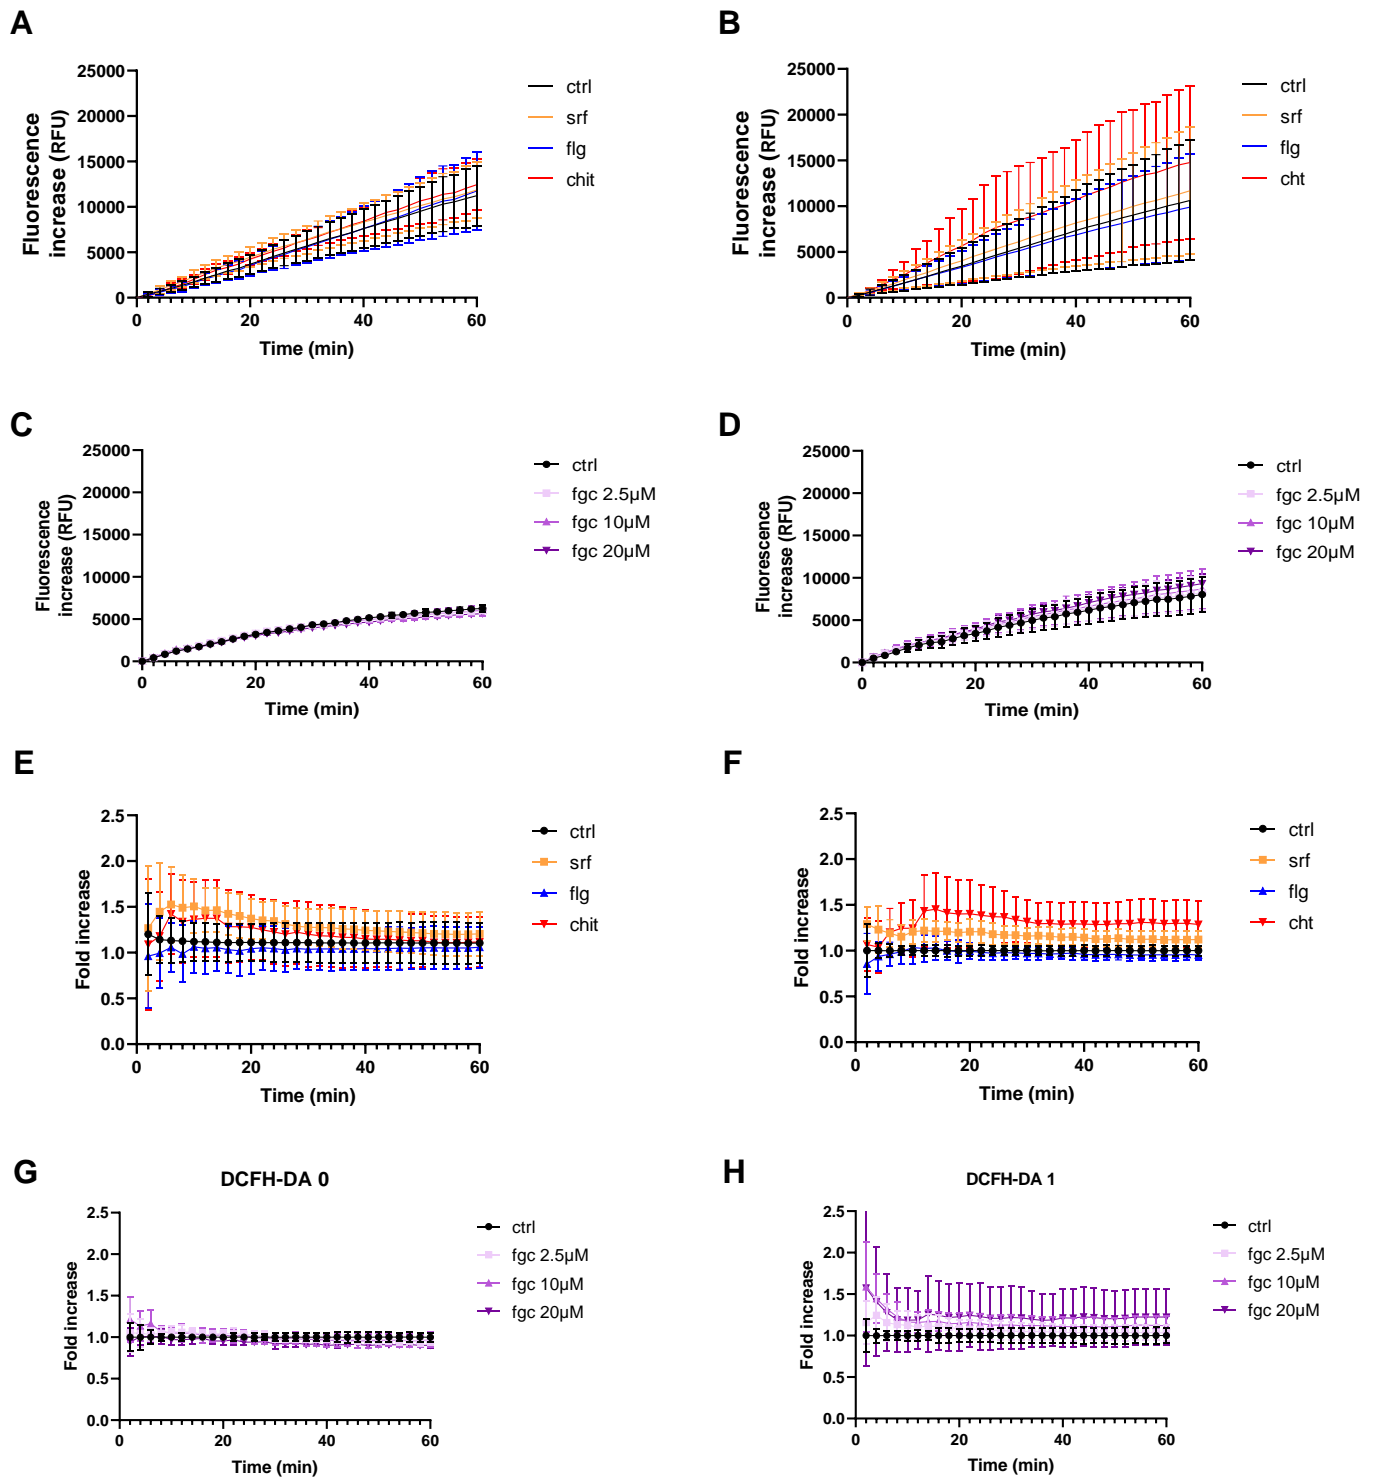 A
Fluorescence
increase (RFU)
25000
20000
15000
10000
5000
0
0
20
40
60
Time (min)
ctrl
srf
flg
chit
B
Fluorescence
increase (RFU)
25000
20000
15000
10000
5000
0
0
20
40
60
Time (min)
ctrl
srf
flg
cht
C
Fluorescence
increase (RFU)
25000
20000
15000
10000
5000
0
0
20
40
60
Time (min)
ctrl
fgc 2.5µM
fgc 10µM
fgc 20µM
D
Fluorescence
increase (RFU)
25000
20000
15000
10000
5000
0
0
20
40
60
Time (min)
ctrl
fgc 2.5µM
fgc 10µM
fgc 20µM
E
Fold increase
2.5
2.0
1.5
1.0
0.5
0.0
0
20
40
60
Time (min)
ctrl
srf
flg
chit
F
Fold increase
2.5
2.0
1.5
1.0
0.5
0.0
0
20
40
60
Time (min)
ctrl
srf
flg
cht
G
DCFH-DA 0
Fold increase
2.5
2.0
1.5
1.0
0.5
0.0
0
20
40
60
Time (min)
ctrl
fgc 2.5µM
fgc 10µM
fgc 20µM
H
DCFH-DA 1
Fold increase
2.5
2.0
1.5
1.0
0.5
0.0
0
20
40
60
Time (min)
ctrl
fgc 2.5µM
fgc 10µM
fgc 20µM